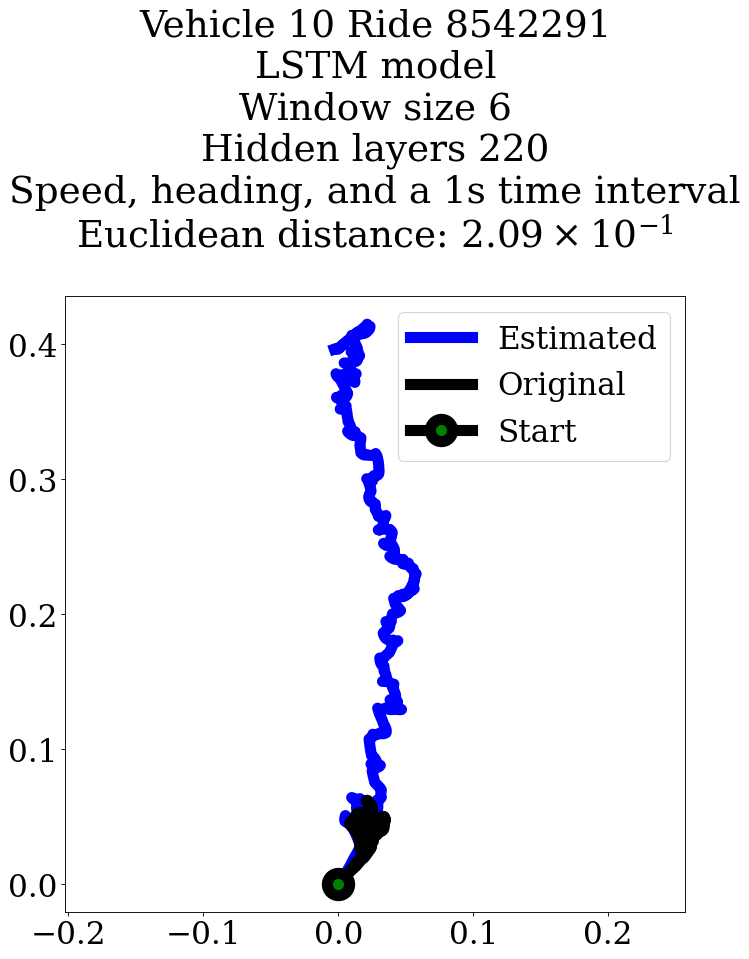 Vehicle 10 Ride 8542291
LSTM model
Window size 6
Hidden layers 220
Speed, heading, and a 1s time interval
Euclidean distance: 2.09 × 10⁻¹
Estimated
Original
Start
0.4
0.3
0.2
0.1
0.0
−0.2 −0.1 0.0 0.1 0.2